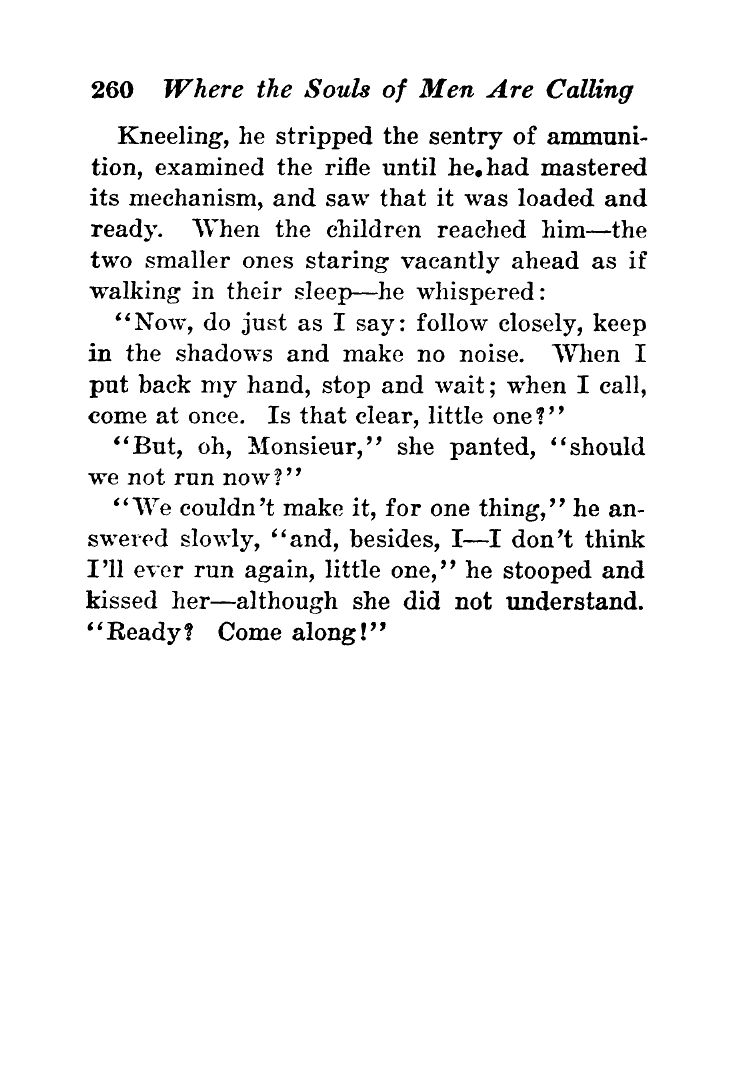 260 Where the Souls of Men Are Calling
Kneeling, he stripped the sentry of ammuni-
tion, examined the rifle until he. had mastered
its mechanism, and saw that it was loaded and
ready. When the children reached him—the
two smaller ones staring vacantly ahead as if
walking in their sleep—he whispered:
“Now, do just as I say: follow closely, keep
in the shadows and make no noise. When I
put back my hand, stop and wait; when I call,
come at once. Is that clear, little one?”
“But, oh, Monsieur,” she panted, “should
we not run now?”
“We couldn’t make it, for one thing,” he an-
swered slowly, “and, besides, I—I don’t think
I’ll ever run again, little one,” he stooped and
kissed her—although she did not understand.
“Ready? Come along!”